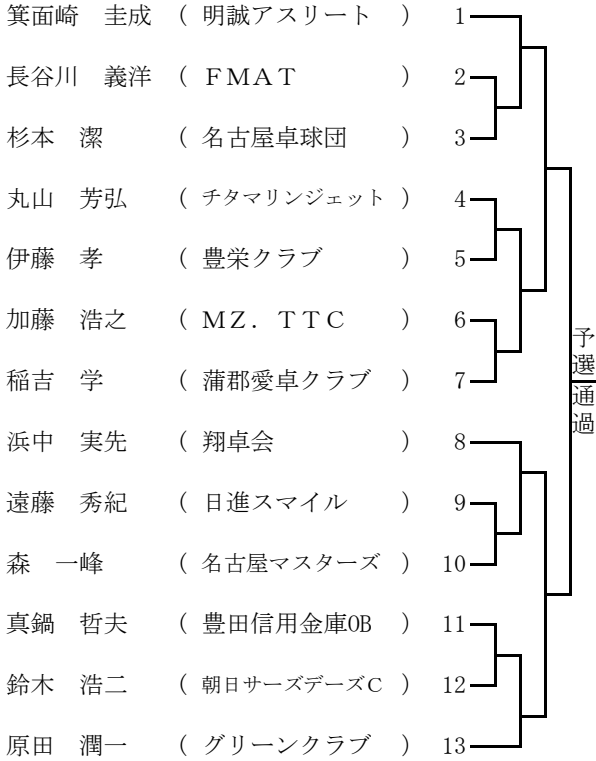 箕面崎　圭成　（ 明誠アスリート　） 1
長谷川　義洋　（ ＦＭＡＴ　） 2
杉本　潔　（ 名古屋卓球団　） 3
丸山　芳弘　（ チタマリンジェット ） 4
伊藤　孝　（ 豊栄クラブ　） 5
加藤　浩之　（ ＭＺ．ＴＴＣ　） 6
稲吉　学　（ 蒲郡愛卓クラブ ） 7
浜中　実先　（ 翔卓会　） 8
遠藤　秀紀　（ 日進スマイル　） 9
森　一峰　（ 名古屋マスターズ ） 10
真鍋　哲夫　（ 豊田信用金庫OB ） 11
鈴木　浩二　（ 朝日サーズデーズＣ ） 12
原田　潤一　（ グリーンクラブ ） 13
予選通過